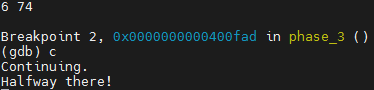 6 74
Breakpoint 2, 0x0000000000400fad in phase_3 ()
(gdb) c
Continuing.
Halfway there!